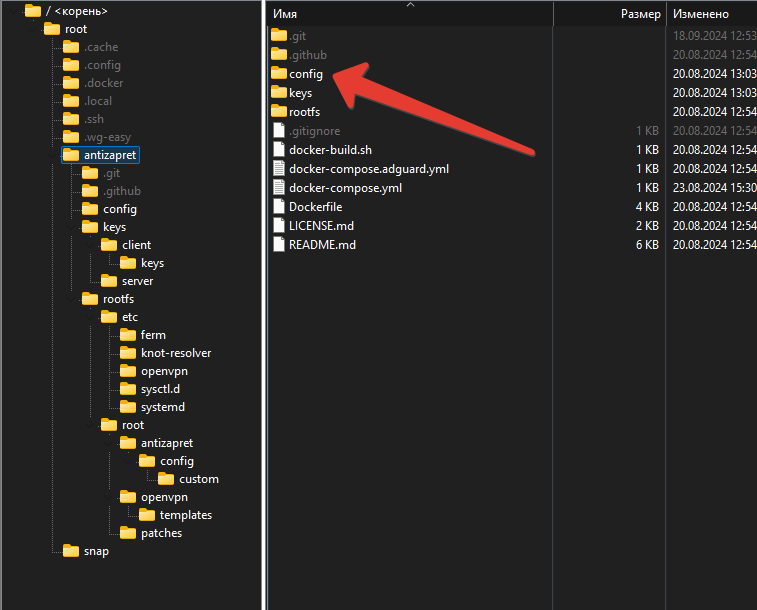 / <корень>
root
.cache
.config
.docker
.local
.ssh
.wg-easy
antizapret
.git
.github
config
keys
client
keys
server
rootfs
etc
ferm
knot-resolver
openvpn
sysctl.d
systemd
root
antizapret
config
custom
openvpn
templates
patches
snap
Имя Размер Изменено
.git 18.09.2024 12:53
.github 20.08.2024 12:54
config 20.08.2024 13:03
keys 20.08.2024 13:03
rootfs 20.08.2024 12:54
.gitignore 1 KB 20.08.2024 12:54
docker-build.sh 1 KB 20.08.2024 12:54
docker-compose.adguard.yml 1 KB 20.08.2024 12:54
docker-compose.yml 1 KB 23.08.2024 15:30
Dockerfile 4 KB 20.08.2024 12:54
LICENSE.md 2 KB 20.08.2024 12:54
README.md 6 KB 20.08.2024 12:54